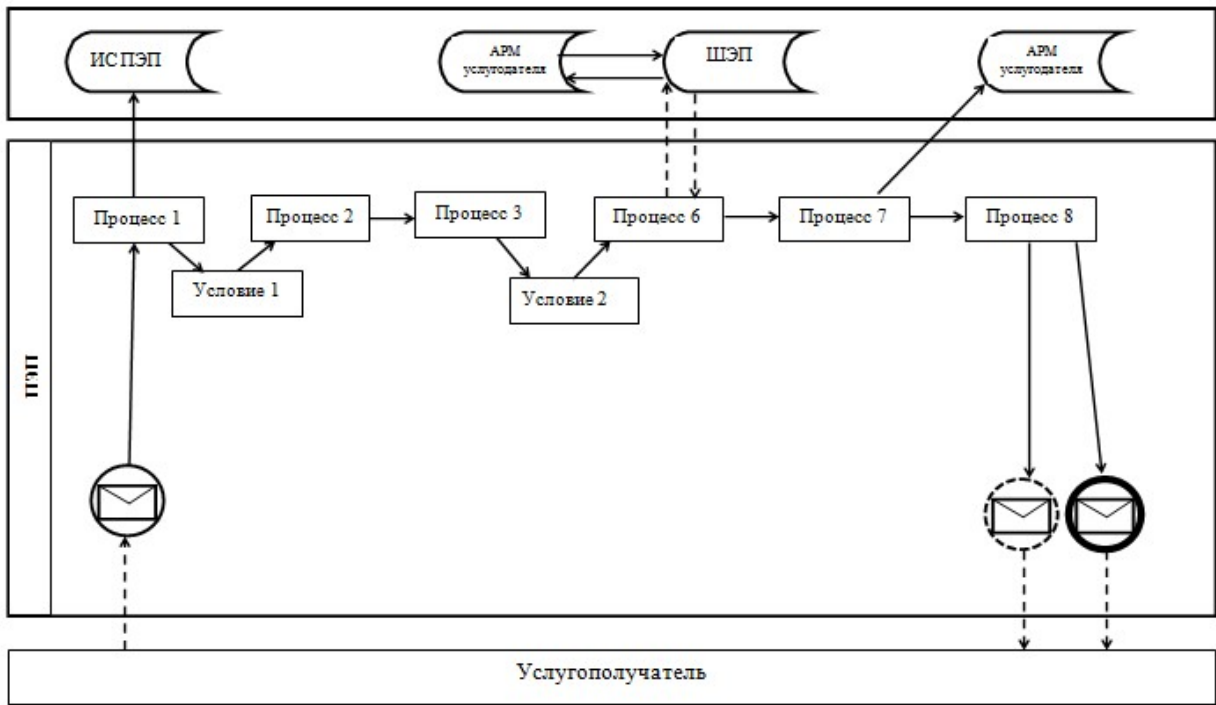 ИС ПЭП
АРМ
услугодателя
ШЭП
АРМ
услугодателя
ПЭП
Процесс 1
Процесс 2
Процесс 3
Процесс 6
Процесс 7
Процесс 8
Условие 1
Условие 2
Услугополучатель